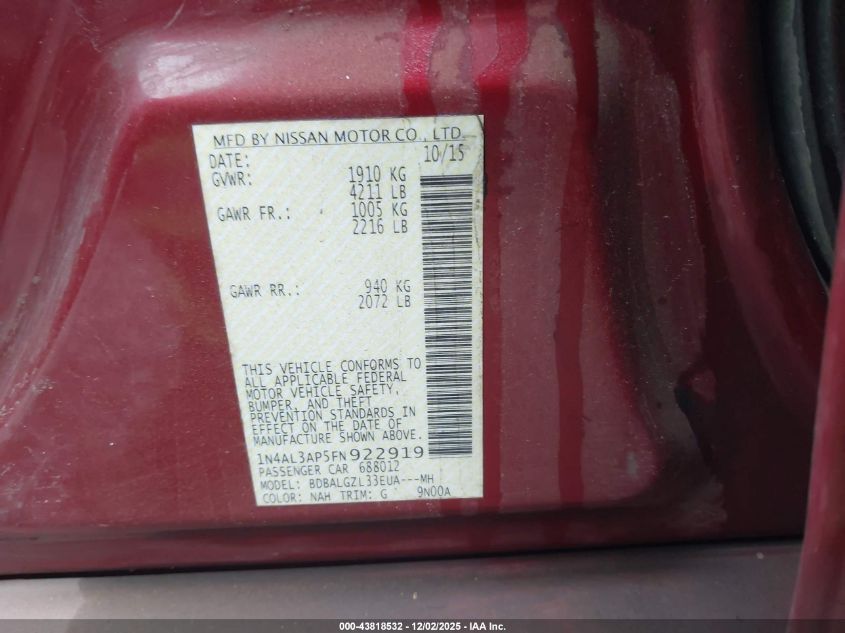 MFD BY NISSAN MOTOR CO., LTD.
DATE: 10/15
GVWR: 1910 KG
4211 LB
GAWR FR.: 1005 KG
2216 LB
GAWR RR.: 940 KG
2072 LB
THIS VEHICLE CONFORMS TO
ALL APPLICABLE FEDERAL
MOTOR VEHICLE SAFETY,
BUMPER, AND THEFT
PREVENTION STANDARDS IN
EFFECT ON THE DATE OF
MANUFACTURE SHOWN ABOVE.
1N4AL3AP5FN922919
PASSENGER CAR 688012
MODEL: BDBALGZL33EUA---MH
COLOR: NAH TRIM: G 9N00A
000-43818532 - 12/02/2025 - IAA Inc.